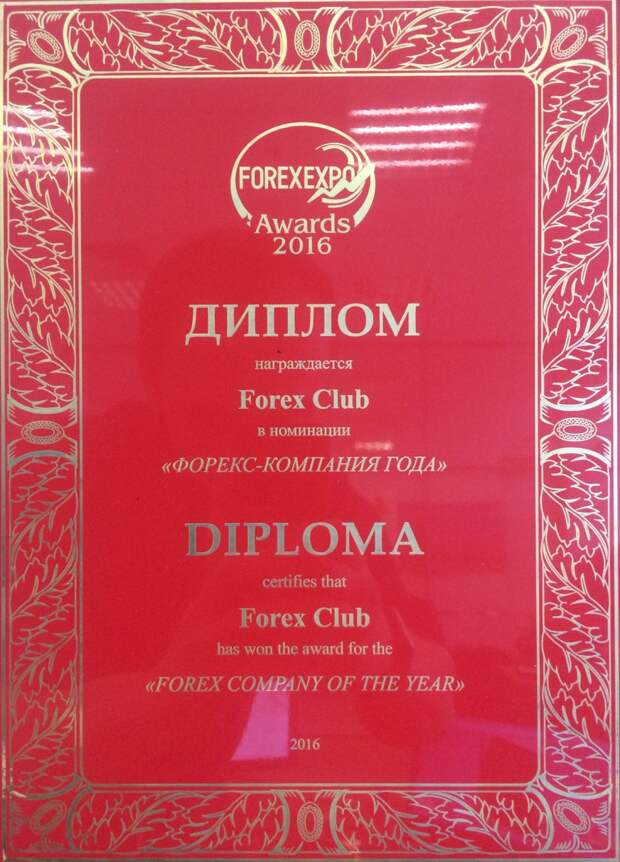 FOREXEXPO
Awards
2016
ДИПЛОМ
награждается
Forex Club
в номинации
«ФОРЕКС-КОМПАНИЯ ГОДА»
DIPLOMA
certifies that
Forex Club
has won the award for the
«FOREX COMPANY OF THE YEAR»
2016